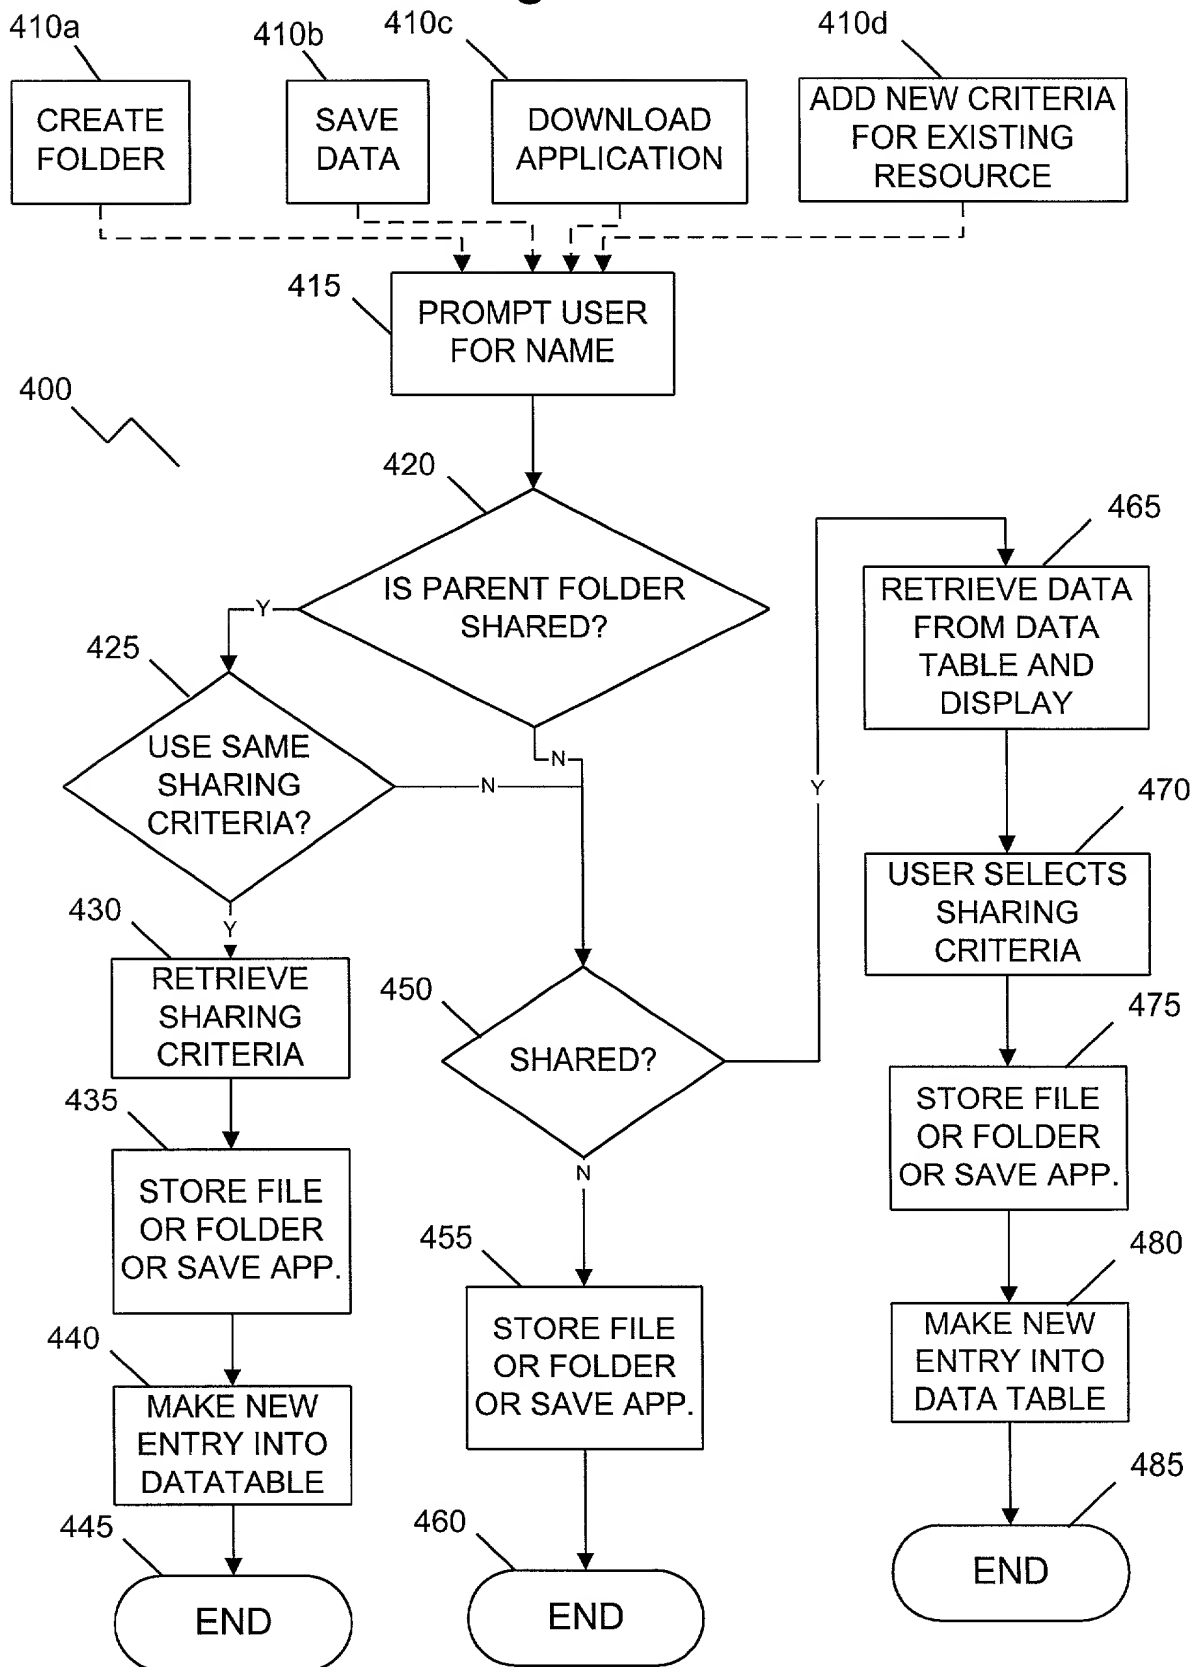 410a
410b
410c
410d
CREATE
FOLDER
SAVE
DATA
DOWNLOAD
APPLICATION
ADD NEW CRITERIA
FOR EXISTING
RESOURCE
415
PROMPT USER
FOR NAME
400
420
IS PARENT FOLDER
SHARED?
Y
N
425
USE SAME
SHARING
CRITERIA?
N
Y
430
RETRIEVE
SHARING
CRITERIA
435
STORE FILE
OR FOLDER
OR SAVE APP.
440
MAKE NEW
ENTRY INTO
DATATABLE
445
END
450
SHARED?
Y
N
455
STORE FILE
OR FOLDER
OR SAVE APP.
460
END
465
RETRIEVE DATA
FROM DATA
TABLE AND
DISPLAY
470
USER SELECTS
SHARING
CRITERIA
475
STORE FILE
OR FOLDER
OR SAVE APP.
480
MAKE NEW
ENTRY INTO
DATA TABLE
485
END